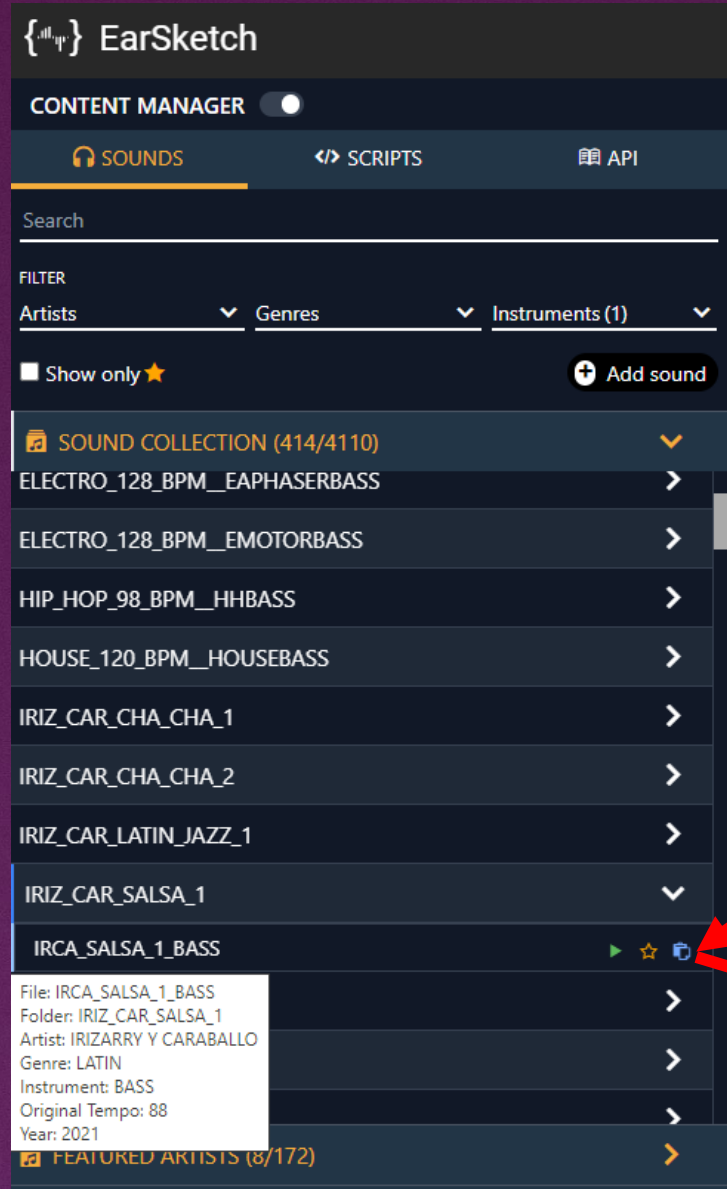 EarSketch
CONTENT MANAGER
SOUNDS </> SCRIPTS API
Search
FILTER
Artists Genres Instruments (1)
Show only Add sound
SOUND COLLECTION (414/4110)
ELECTRO_128_BPM__EAPHASERBASS
ELECTRO_128_BPM__EMOTORBASS
HIP_HOP_98_BPM__HHBASS
HOUSE_120_BPM__HOUSEBASS
IRIZ_CAR_CHA_CHA_1
IRIZ_CAR_CHA_CHA_2
IRIZ_CAR_LATIN_JAZZ_1
IRIZ_CAR_SALSA_1
IRCA_SALSA_1_BASS
File: IRCA_SALSA_1_BASS
Folder: IRIZ_CAR_SALSA_1
Artist: IRIZARRY Y CARABALLO
Genre: LATIN
Instrument: BASS
Original Tempo: 88
Year: 2021
FEATURED ARTISTS (8/172)